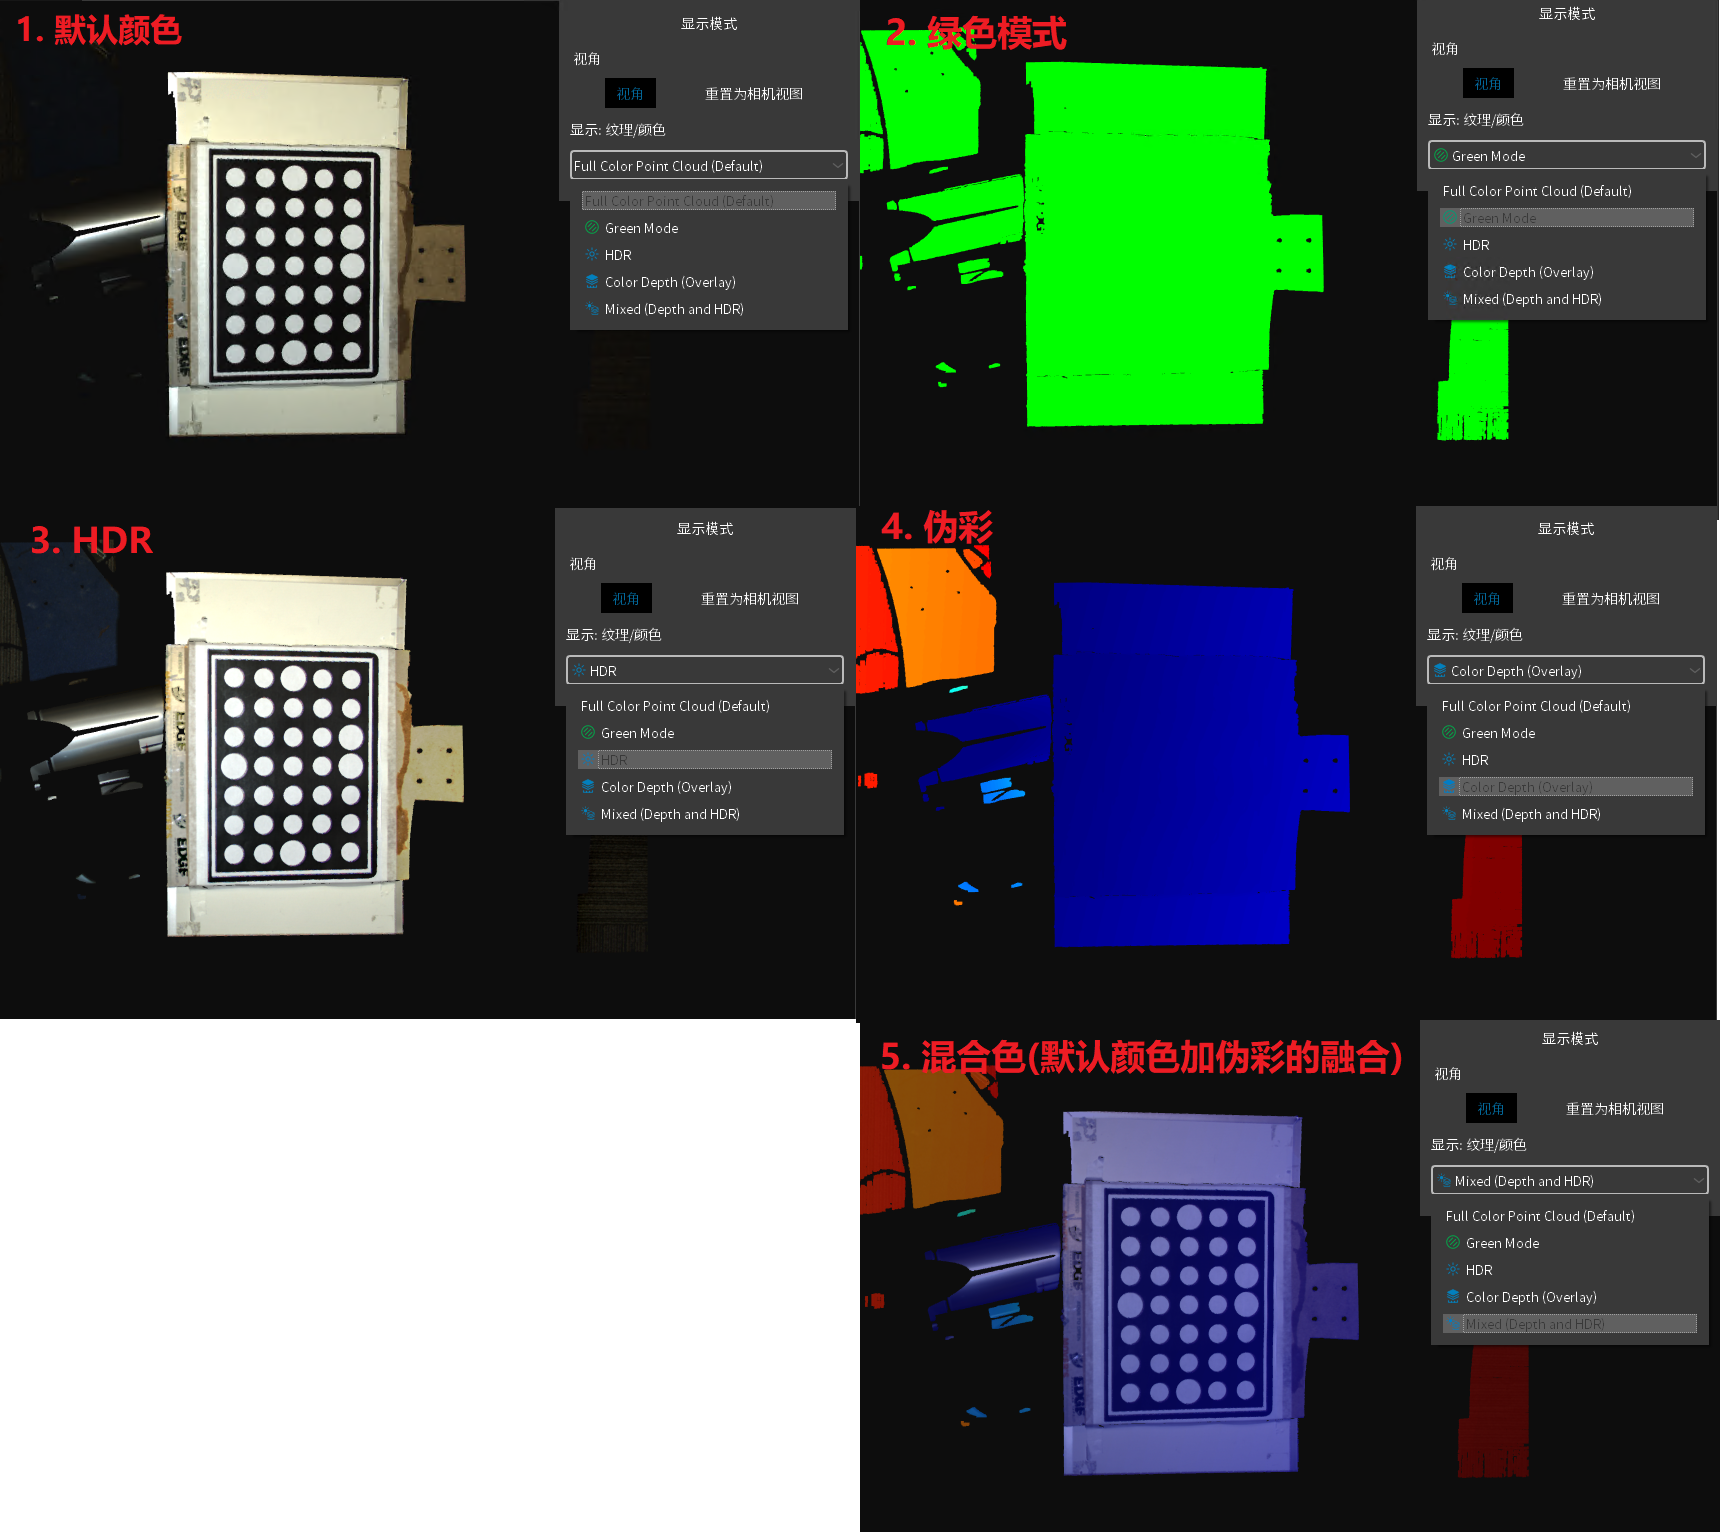 1. 默认颜色
显示模式
视角
视角
重置为相机视图
显示: 纹理/颜色
Full Color Point Cloud (Default)
Full Color Point Cloud (Default)
Green Mode
HDR
Color Depth (Overlay)
Mixed (Depth and HDR)
EDGE
EDGE
2. 绿色模式
显示模式
视角
视角
重置为相机视图
显示: 纹理/颜色
Green Mode
Full Color Point Cloud (Default)
Green Mode
HDR
Color Depth (Overlay)
Mixed (Depth and HDR)
3. HDR
显示模式
视角
视角
重置为相机视图
显示: 纹理/颜色
HDR
Full Color Point Cloud (Default)
Green Mode
HDR
Color Depth (Overlay)
Mixed (Depth and HDR)
EDGE
EDGE
4. 伪彩
显示模式
视角
视角
重置为相机视图
显示: 纹理/颜色
Color Depth (Overlay)
Full Color Point Cloud (Default)
Green Mode
HDR
Color Depth (Overlay)
Mixed (Depth and HDR)
5. 混合色(默认颜色加伪彩的融合)
显示模式
视角
视角
重置为相机视图
显示: 纹理/颜色
Mixed (Depth and HDR)
Full Color Point Cloud (Default)
Green Mode
HDR
Color Depth (Overlay)
Mixed (Depth and HDR)
EDGE
EDGE